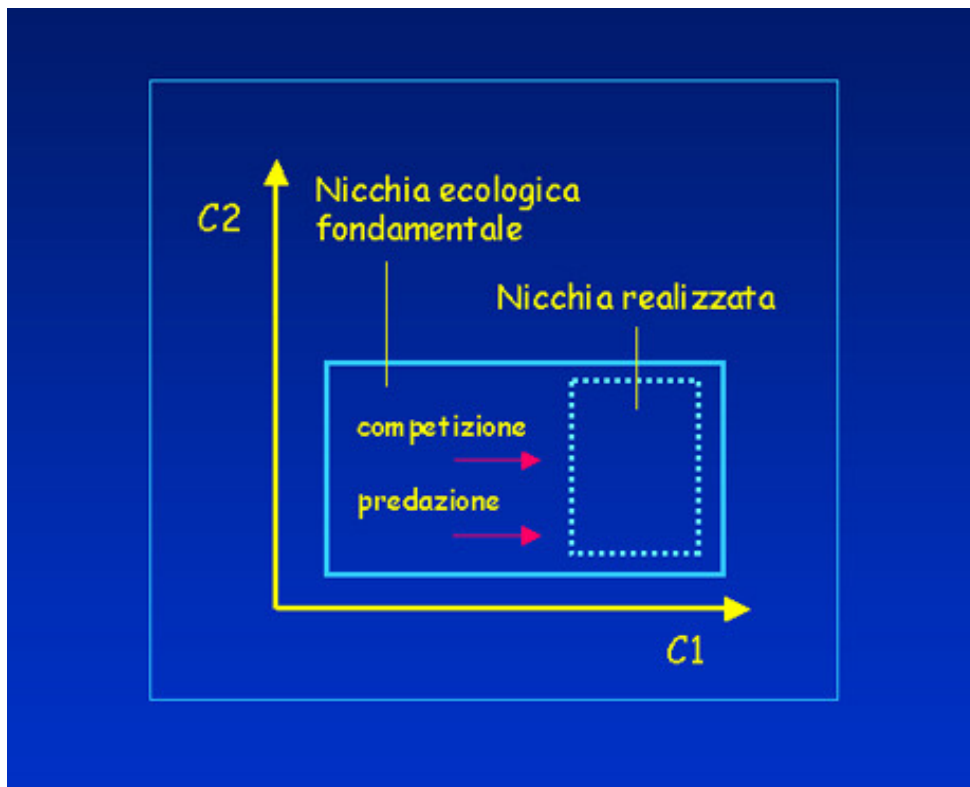 Nicchia ecologica
fondamentale
C2
Nicchia realizzata
competizione
predazione
C1